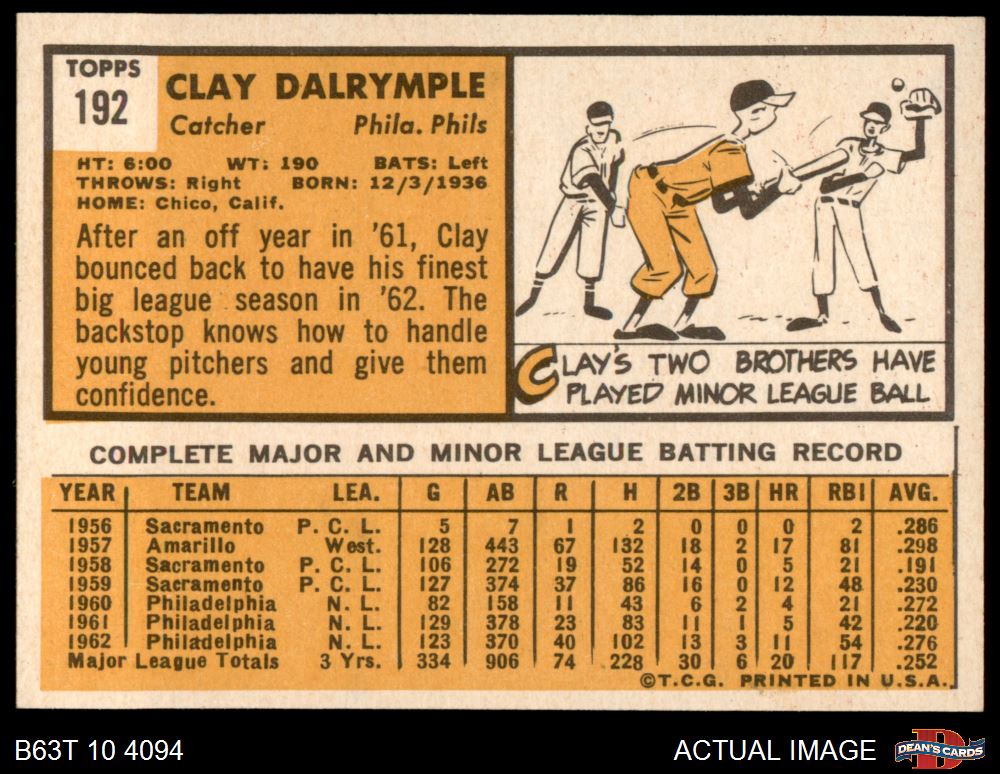 TOPPS
192
CLAY DALRYMPLE
Catcher Phila. Phils
HT: 6:00 WT: 190 BATS: Left
THROWS: Right BORN: 12/3/1936
HOME: Chico, Calif.
After an off year in '61, Clay
bounced back to have his finest
big league season in '62. The
backstop knows how to handle
young pitchers and give them
confidence.
CLAY'S TWO BROTHERS HAVE
PLAYED MINOR LEAGUE BALL
COMPLETE MAJOR AND MINOR LEAGUE BATTING RECORD
YEAR TEAM LEA. G AB R H 2B 3B HR RBI AVG.
1956 Sacramento P. C. L. 5 7 1 2 0 0 0 2 .286
1957 Amarillo West. 128 443 67 132 18 2 17 81 .298
1958 Sacramento P. C. L. 106 272 19 52 14 0 5 21 .191
1959 Sacramento P. C. L. 127 374 37 86 16 0 12 48 .230
1960 Philadelphia N. L. 82 158 11 43 6 2 4 21 .272
1961 Philadelphia N. L. 129 378 23 83 11 1 5 42 .220
1962 Philadelphia N. L. 123 370 40 102 13 3 11 54 .276
Major League Totals 3 Yrs. 334 906 74 228 30 6 20 117 .252
©T.C.G. PRINTED IN U.S.A.
B63T 10 4094
ACTUAL IMAGE
D
DEAN'S CARDS